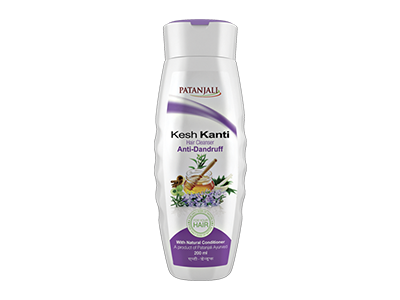 PATANJALI
Kesh Kanti
Hair Cleanser
Anti-Dandruff
HAIR
With Natural Conditioner
A product of Patanjali Ayurved
200 ml